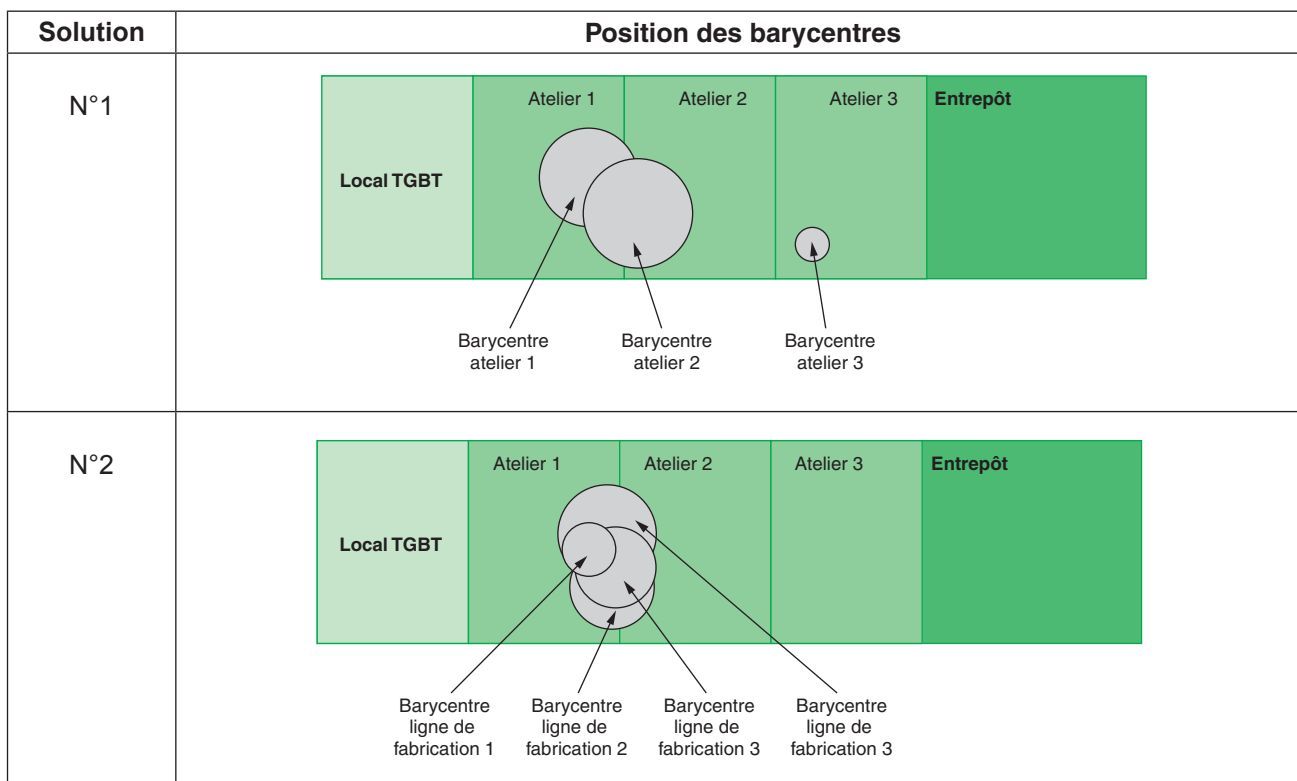 Solution
Position des barycentres
N°1
Atelier 1
Atelier 2
Atelier 3
Entrepôt
Local TGBT
Barycentre
atelier 1
Barycentre
atelier 2
Barycentre
atelier 3
N°2
Atelier 1
Atelier 2
Atelier 3
Entrepôt
Local TGBT
Barycentre
ligne de
fabrication 1
Barycentre
ligne de
fabrication 2
Barycentre
ligne de
fabrication 3
Barycentre
ligne de
fabrication 3